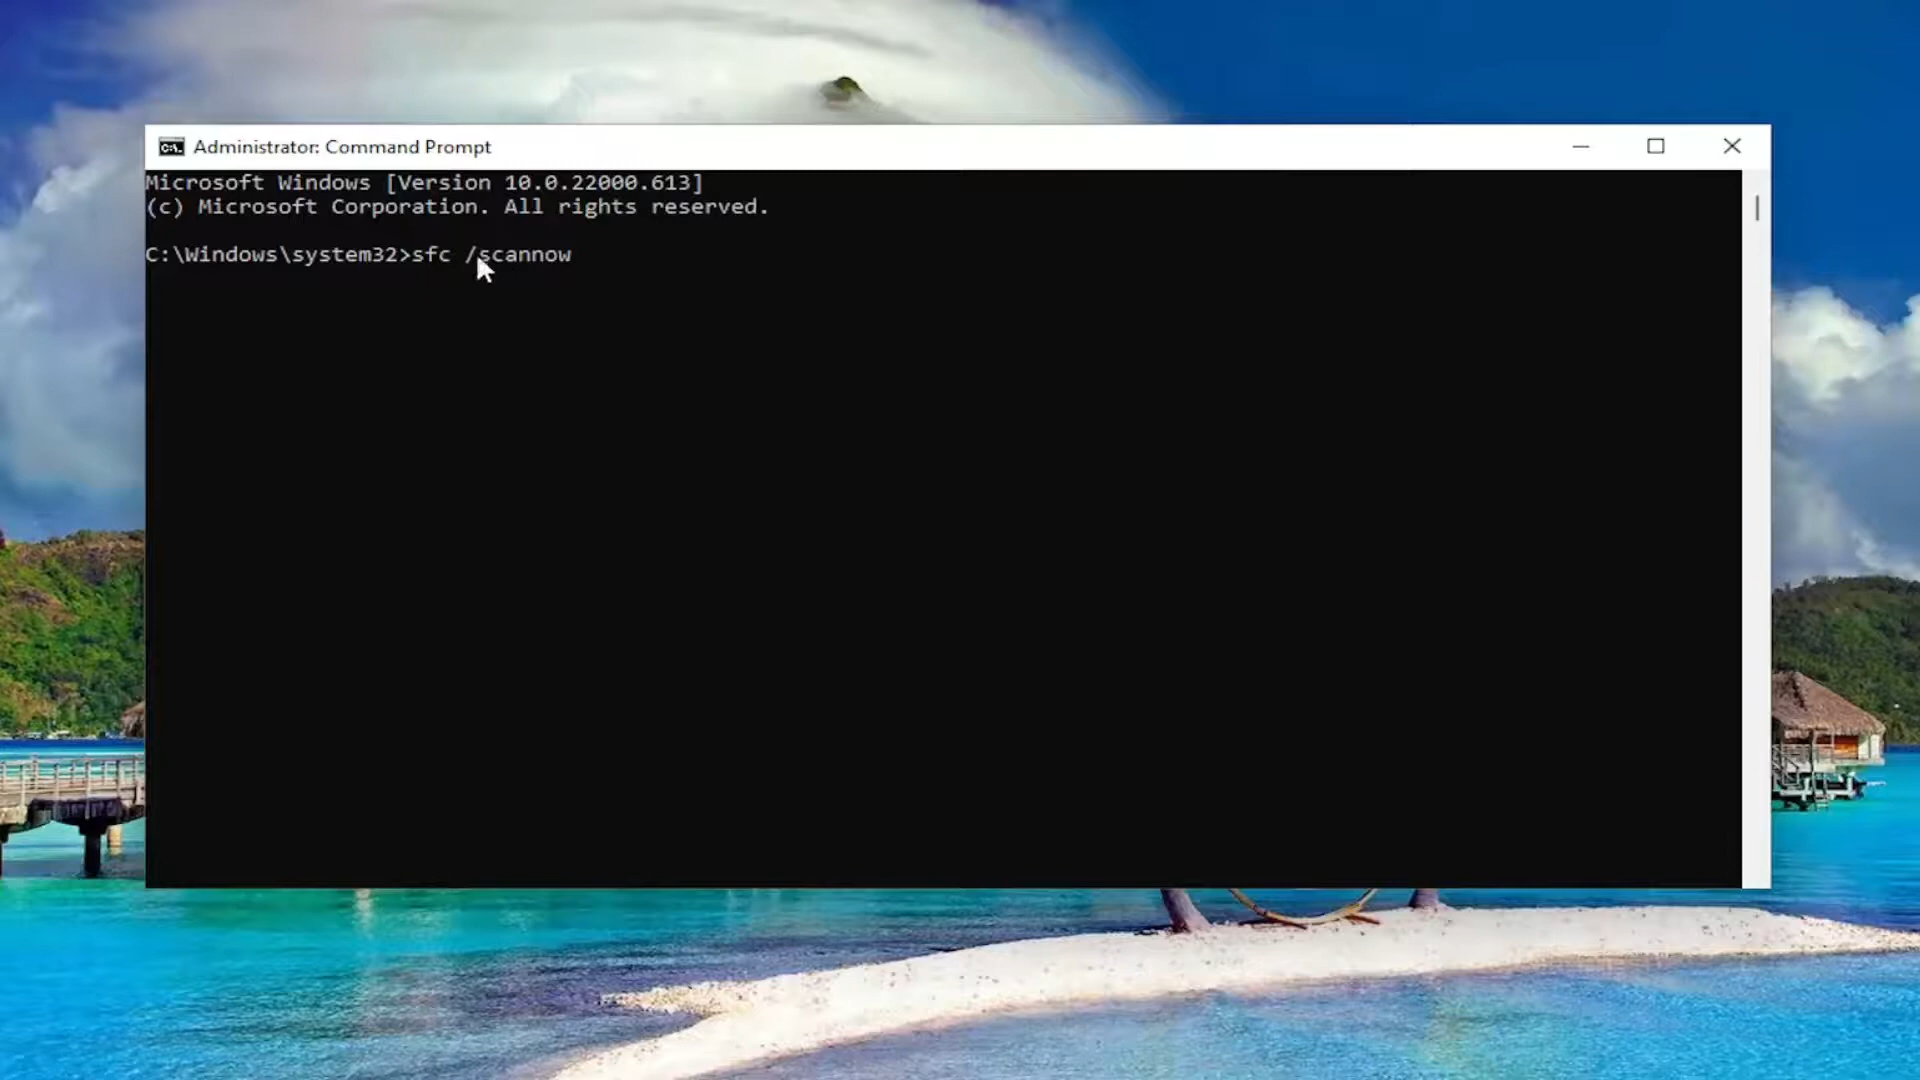 Administrator: Command Prompt
Microsoft Windows [Version 10.0.22000.613]
(c) Microsoft Corporation. All rights reserved.
C:\Windows\system32>sfc /scannow